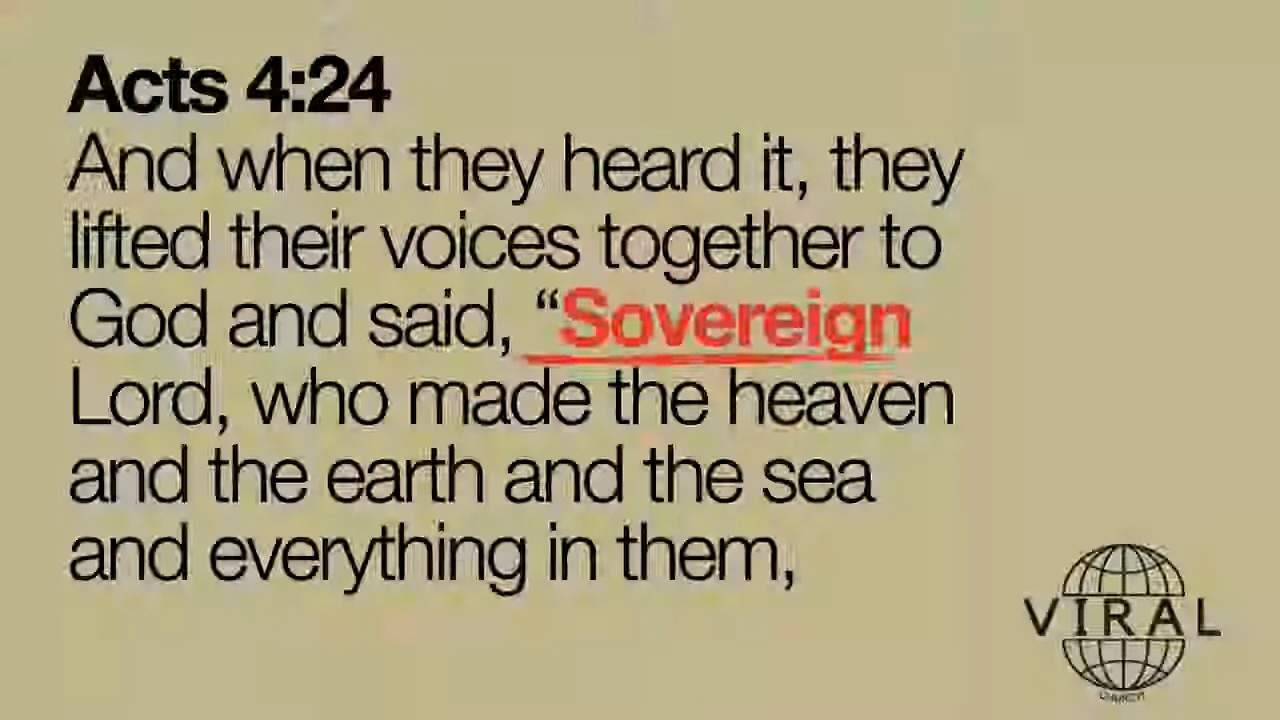 Acts 4:24
And when they heard it, they
lifted their voices together to
God and said, “Sovereign
Lord, who made the heaven
and the earth and the sea
and everything in them,
VIRAL
CHURCH